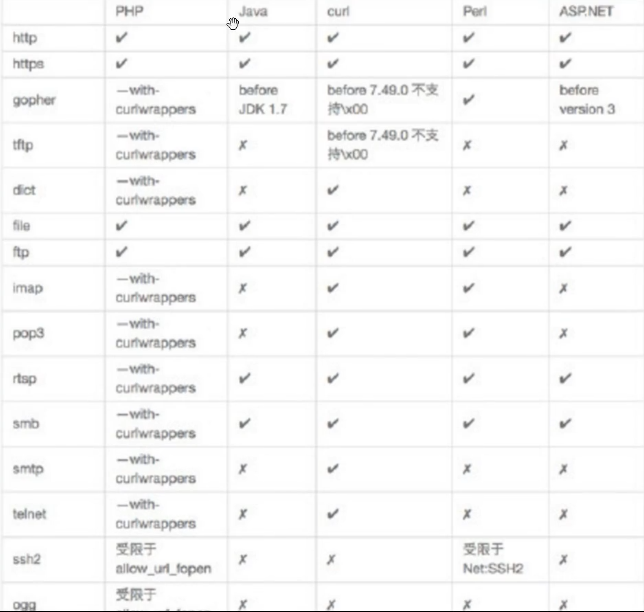 PHP Java curl Perl ASP.NET
http ✔ ✔ ✔ ✔ ✔
https ✔ ✔ ✔ ✔ ✔
gopher —with-curlwrappers before JDK 1.7 before 7.49.0 不支持\x00 ✔ before version 3
tftp —with-curlwrappers ✗ before 7.49.0 不支持\x00 ✗ ✗
dict —with-curlwrappers ✗ ✔ ✗ ✗
file ✔ ✔ ✔ ✔ ✔
ftp ✔ ✔ ✔ ✔ ✔
imap —with-curlwrappers ✗ ✔ ✔ ✗
pop3 —with-curlwrappers ✗ ✔ ✔ ✗
rtsp —with-curlwrappers ✔ ✔ ✔ ✔
smb —with-curlwrappers ✔ ✔ ✔ ✔
smtp —with-curlwrappers ✗ ✔ ✗ ✗
telnet —with-curlwrappers ✗ ✔ ✗ ✗
ssh2 受限于 allow_url_fopen ✗ ✗ 受限于 Net:SSH2 ✗
ogg 受限于 ✗ ✗ ✗ ✗